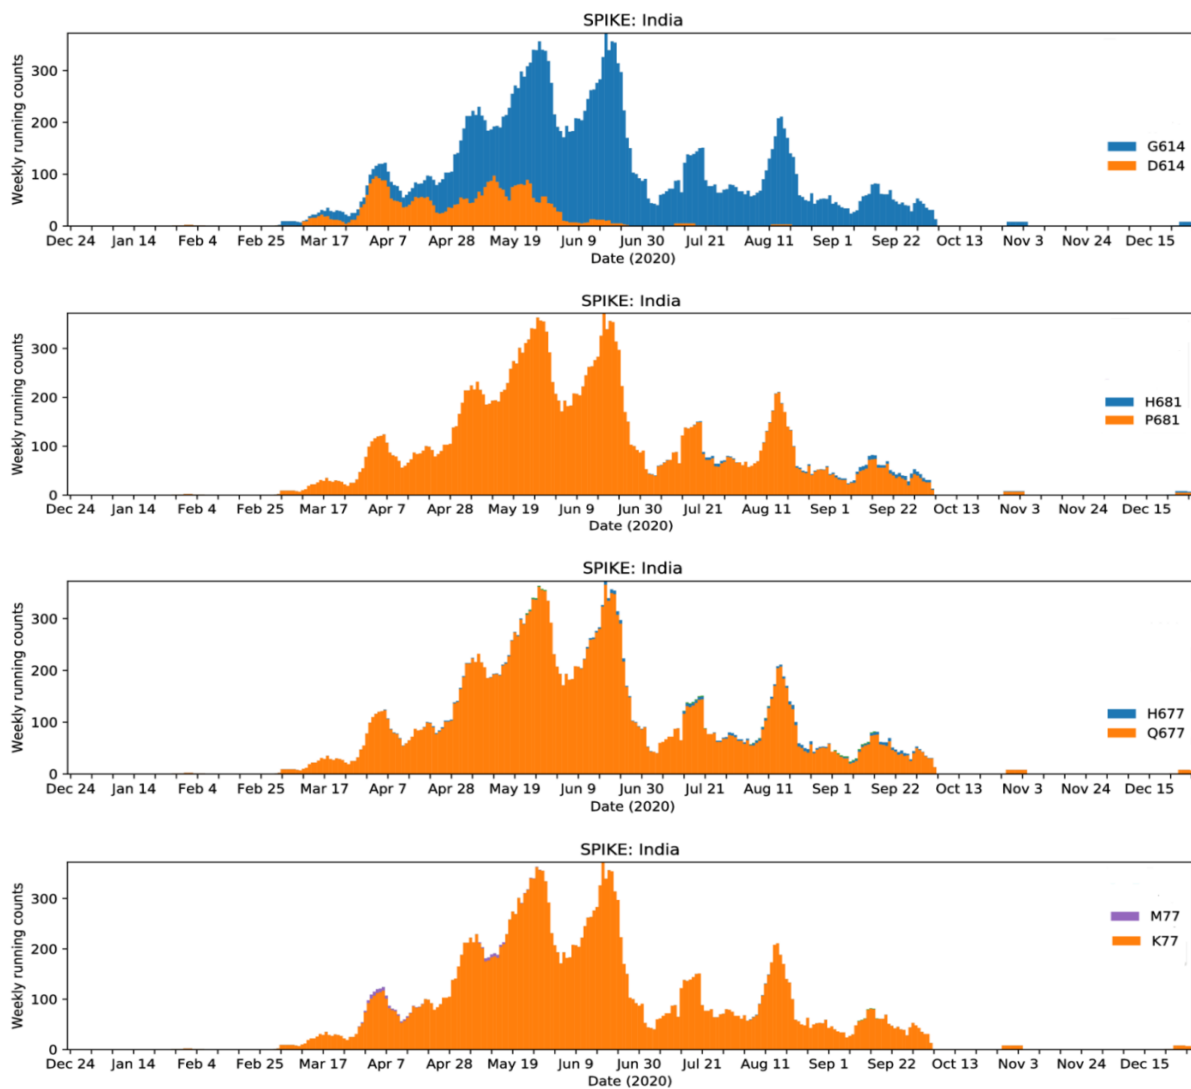 SPIKE: India
Weekly running counts
300
200
100
0
G614
D614
Dec 24 Jan 14 Feb 4 Feb 25 Mar 17 Apr 7 Apr 28 May 19 Jun 9 Jun 30 Jul 21 Aug 11 Sep 1 Sep 22 Oct 13 Nov 3 Nov 24 Dec 15
Date (2020)
SPIKE: India
Weekly running counts
300
200
100
0
H681
P681
Dec 24 Jan 14 Feb 4 Feb 25 Mar 17 Apr 7 Apr 28 May 19 Jun 9 Jun 30 Jul 21 Aug 11 Sep 1 Sep 22 Oct 13 Nov 3 Nov 24 Dec 15
Date (2020)
SPIKE: India
Weekly running counts
300
200
100
0
H677
Q677
Dec 24 Jan 14 Feb 4 Feb 25 Mar 17 Apr 7 Apr 28 May 19 Jun 9 Jun 30 Jul 21 Aug 11 Sep 1 Sep 22 Oct 13 Nov 3 Nov 24 Dec 15
Date (2020)
SPIKE: India
Weekly running counts
300
200
100
0
M77
K77
Dec 24 Jan 14 Feb 4 Feb 25 Mar 17 Apr 7 Apr 28 May 19 Jun 9 Jun 30 Jul 21 Aug 11 Sep 1 Sep 22 Oct 13 Nov 3 Nov 24 Dec 15
Date (2020)